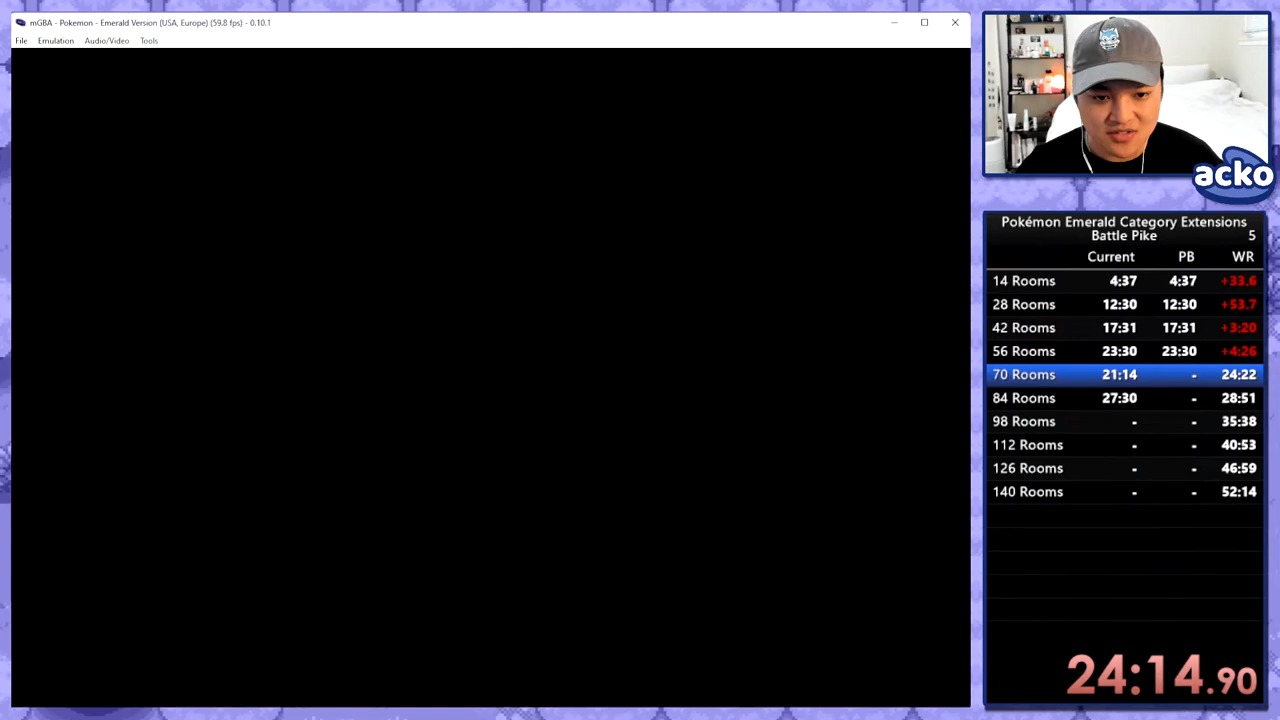 mGBA - Pokemon - Emerald Version (USA, Europe) (59.8 fps) - 0.10.1
File Emulation Audio/Video Tools
acko
Pokémon Emerald Category Extensions
Battle Pike 5
Current PB WR
14 Rooms 4:37 4:37 +33.6
28 Rooms 12:30 12:30 +53.7
42 Rooms 17:31 17:31 +3:20
56 Rooms 23:30 23:30 +4:26
70 Rooms 21:14 - 24:22
84 Rooms 27:30 - 28:51
98 Rooms - - 35:38
112 Rooms - - 40:53
126 Rooms - - 46:59
140 Rooms - - 52:14
24:14.90